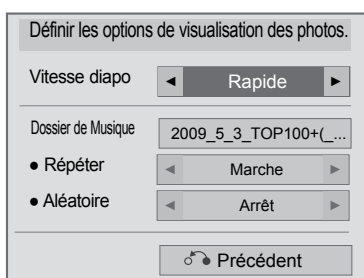 Définir les options de visualisation des photos.
Vitesse diapo ◄ Rapide ►
Dossier de Musique 2009_5_3_TOP100+(_...
● Répéter ◄ Marche ►
● Aléatoire ◄ Arrêt ►
Précédent